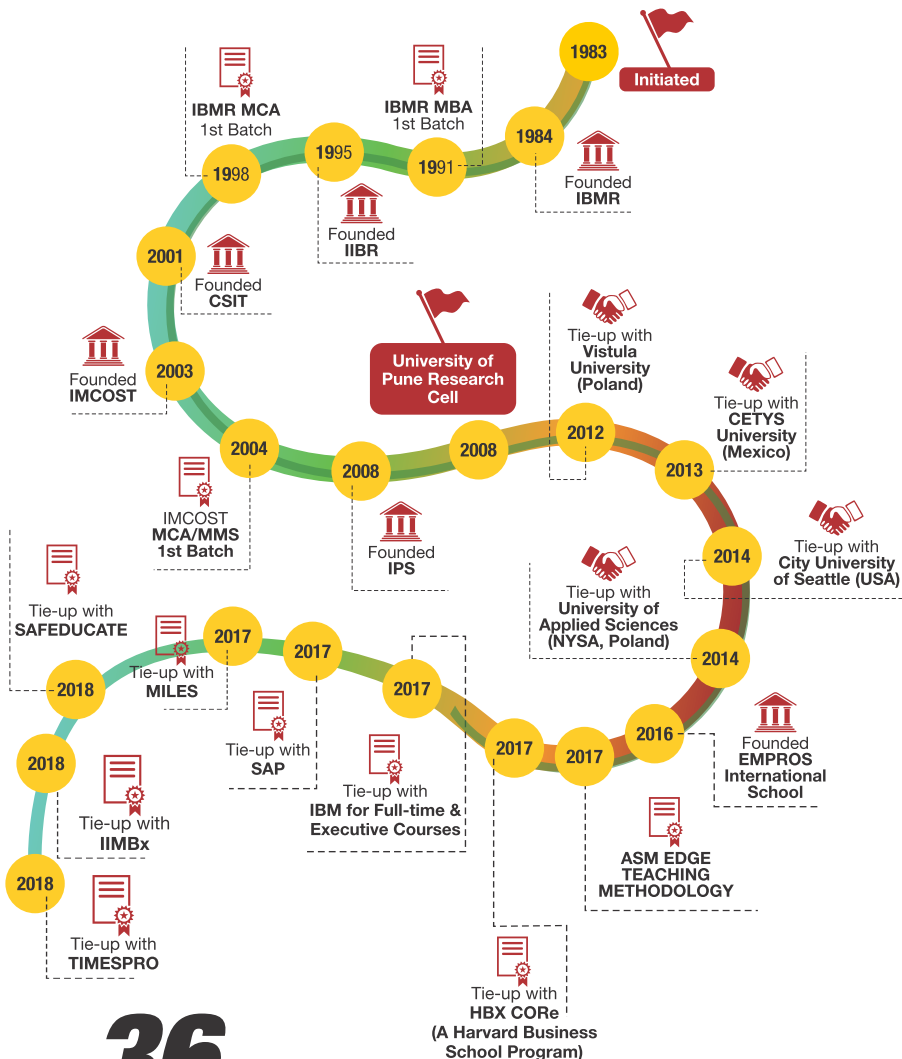 1983
Initiated
1984
Founded
IBMR
IBMR MBA
1st Batch
1991
1995
Founded
IIBR
IBMR MCA
1st Batch
1998
2001
Founded
CSIT
Founded
IMCOST
2003
2004
IMCOST
MCA/MMS
1st Batch
2008
Founded
IPS
University of
Pune Research
Cell
2008
Tie-up with
Vistula
University
(Poland)
2012
Tie-up with
CETYS
University
(Mexico)
2013
2014
Tie-up with
City University
of Seattle (USA)
Tie-up with
University of
Applied Sciences
(NYSA, Poland)
2014
2016
Founded
EMPROS
International
School
2017
ASM EDGE
TEACHING
METHODOLOGY
2017
Tie-up with
HBX CORe
(A Harvard Business
School Program)
2017
Tie-up with
IBM for Full-time &
Executive Courses
2017
Tie-up with
SAP
2017
Tie-up with
MILES
Tie-up with
SAFEDUCATE
2018
2018
Tie-up with
IIMBx
2018
Tie-up with
TIMESPRO
36